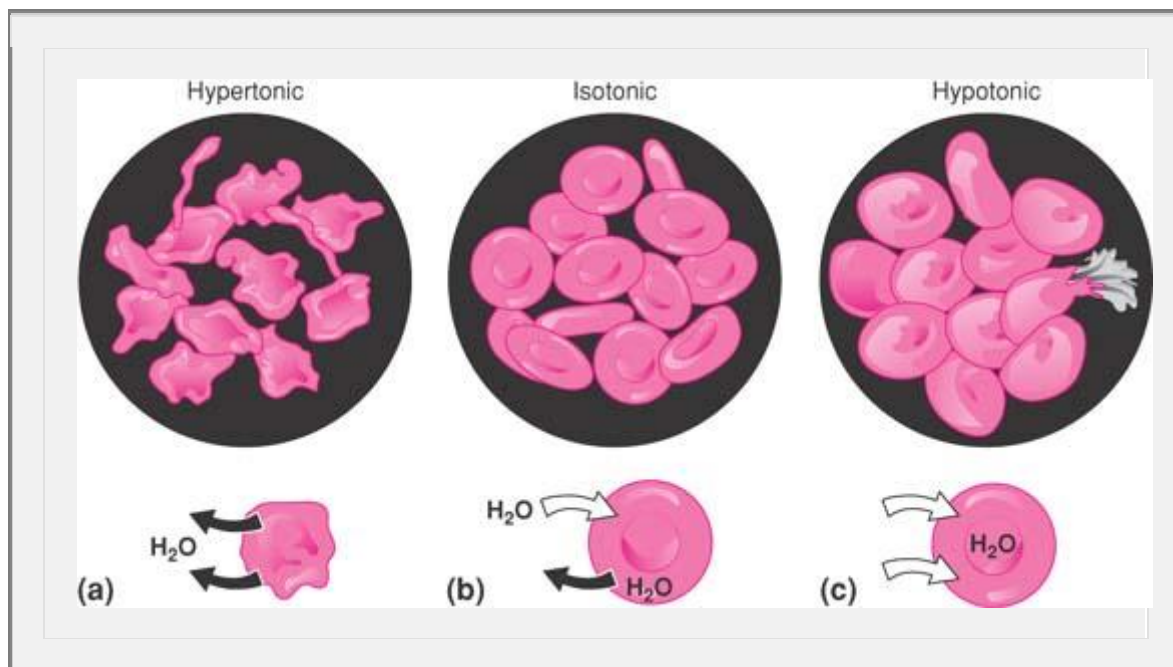 Hypertonic
Isotonic
Hypotonic
H₂O
H₂O
H₂O
H₂O
(a)
(b)
(c)